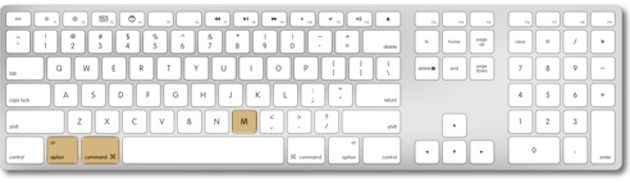 esc
~ ! @ # $ % ^ & * ( ) _ +
` 1 2 3 4 5 6 7 8 9 0 - = delete
tab Q W E R T Y U I O P { } |
[ ] \
caps lock A S D F G H J K L : "
; '
shift Z X C V B N M < > ? shift
, . /
control option command ⌘ ⌘ command option control
alt alt
home page up
delete end page down
clear = / *
7 8 9 -
4 5 6 +
1 2 3
0 . enter
return